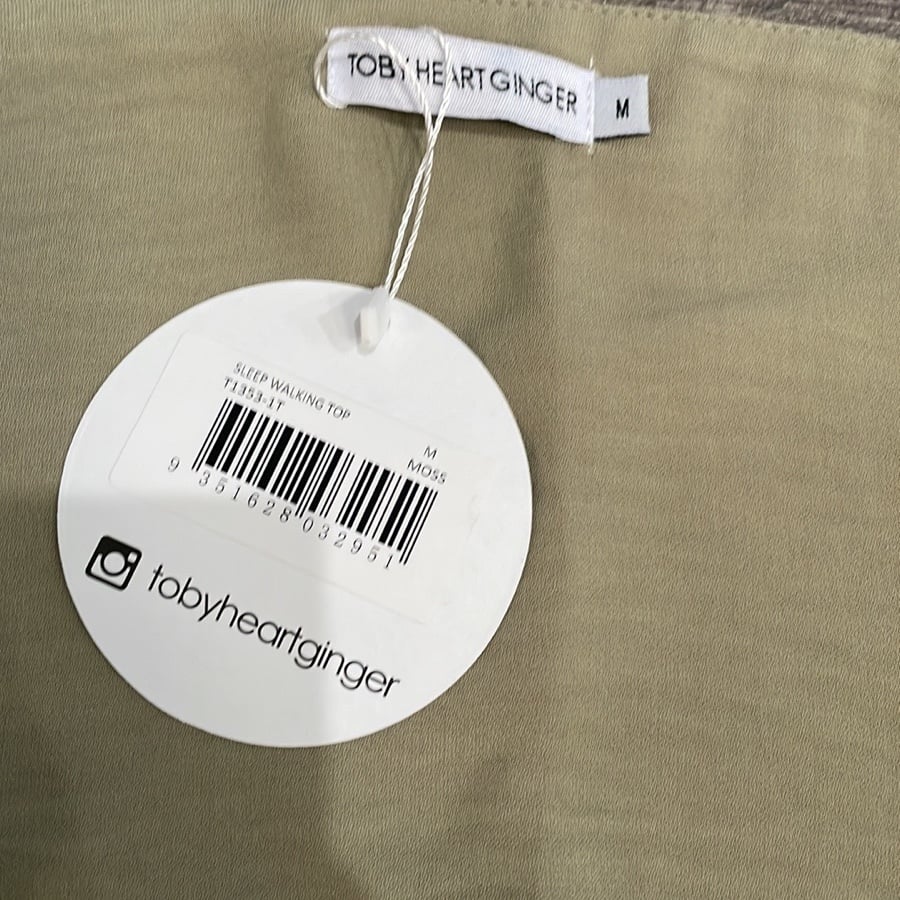 TOBY HEART GINGER
M
SLEEP WALKING TOP
T1353-1T
M
MOSS
9 351628 032951
tobyheartginger